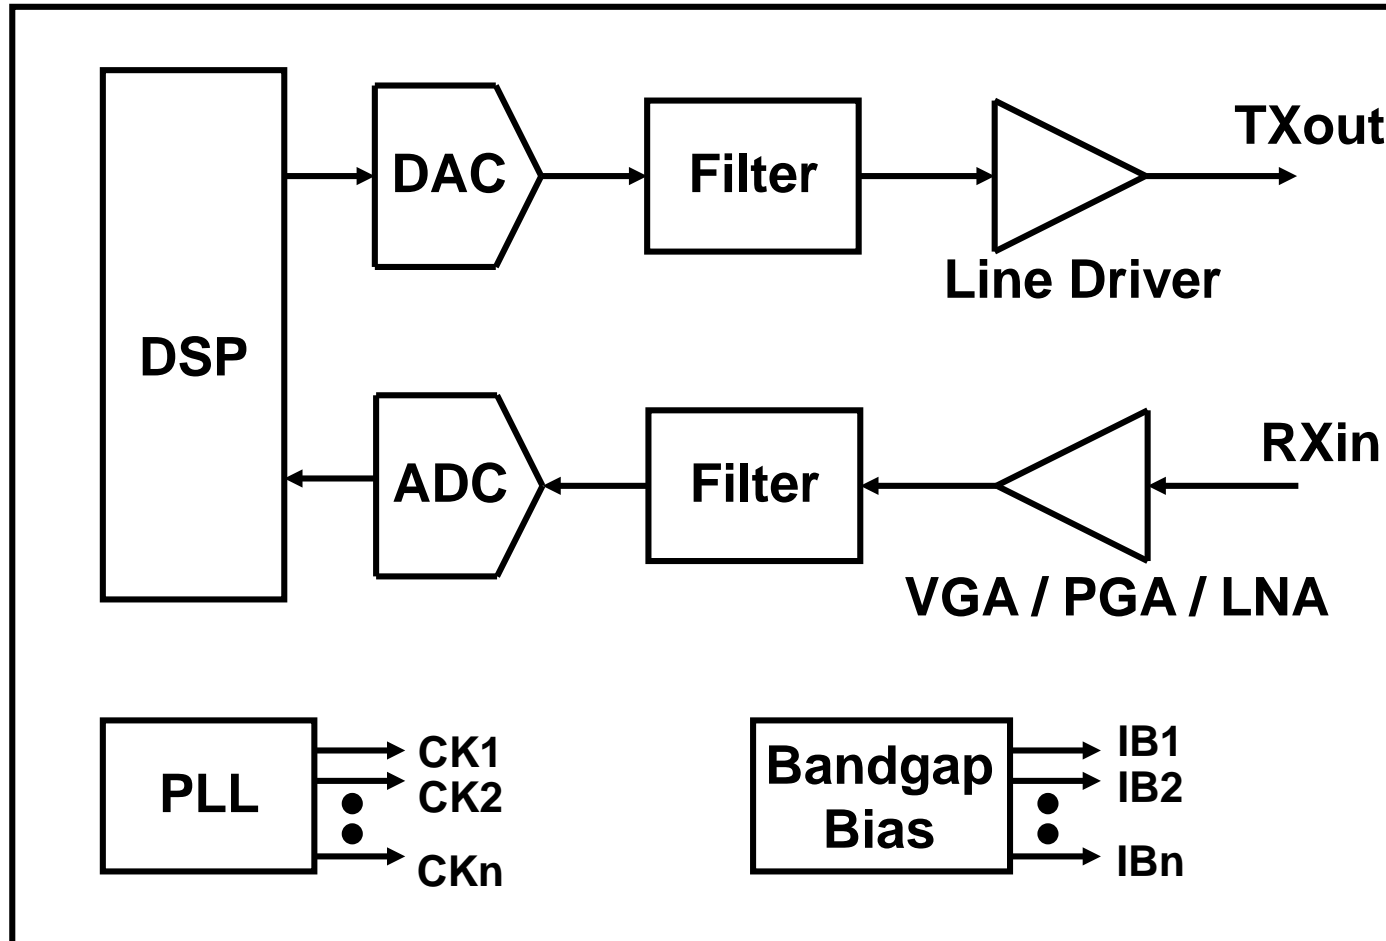 TXout
DAC
Filter
Line Driver
DSP
RXin
ADC
Filter
VGA / PGA / LNA
PLL
CK1
CK2
CKn
Bandgap
Bias
IB1
IB2
IBn